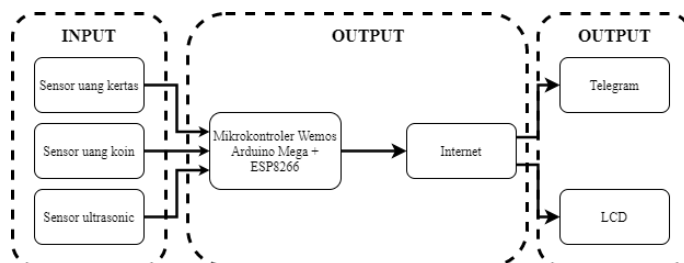 INPUT
Sensor uang kertas
Sensor uang koin
Sensor ultrasonic
OUTPUT
Mikrokontroler Wemos
Arduino Mega +
ESP8266
Internet
OUTPUT
Telegram
LCD